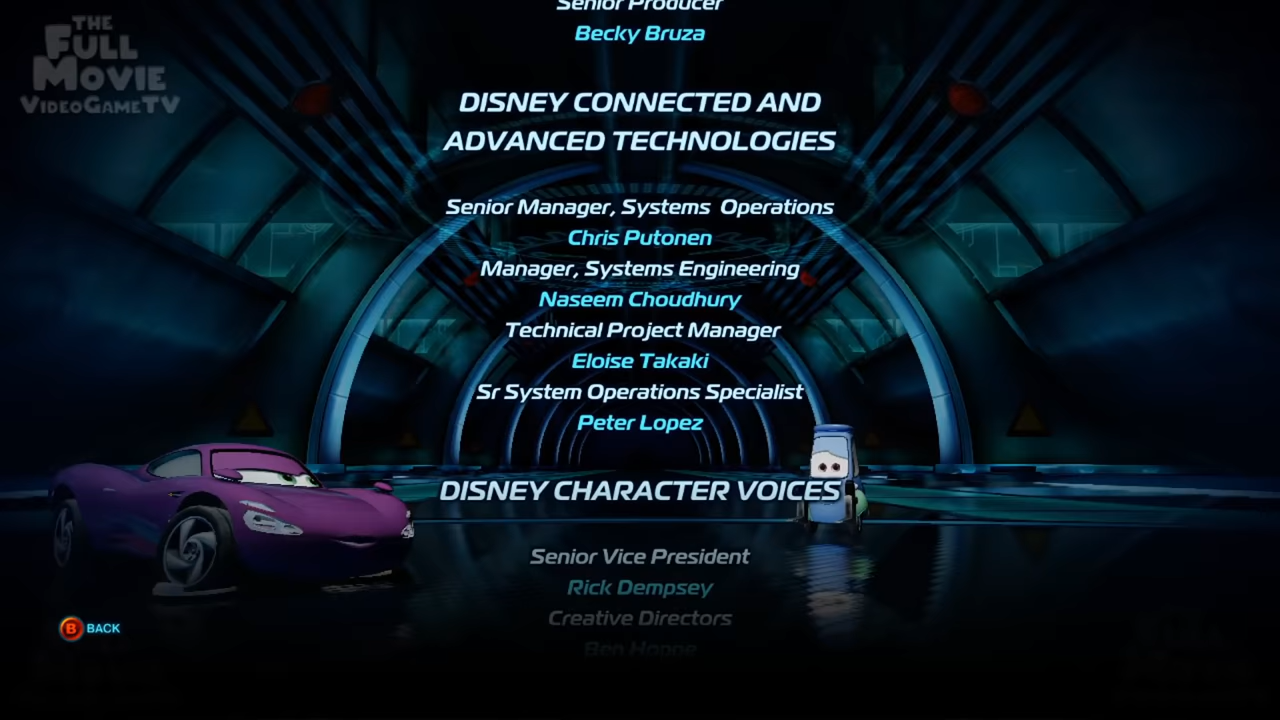 THE
FULL
MOVIE
VIDEOGAMETV
Senior Producer
Becky Bruza
DISNEY CONNECTED AND
ADVANCED TECHNOLOGIES
Senior Manager, Systems Operations
Chris Putonen
Manager, Systems Engineering
Naseem Choudhury
Technical Project Manager
Eloise Takaki
Sr System Operations Specialist
Peter Lopez
DISNEY CHARACTER VOICES
Senior Vice President
Rick Dempsey
Creative Directors
Ben Hoppe
B BACK